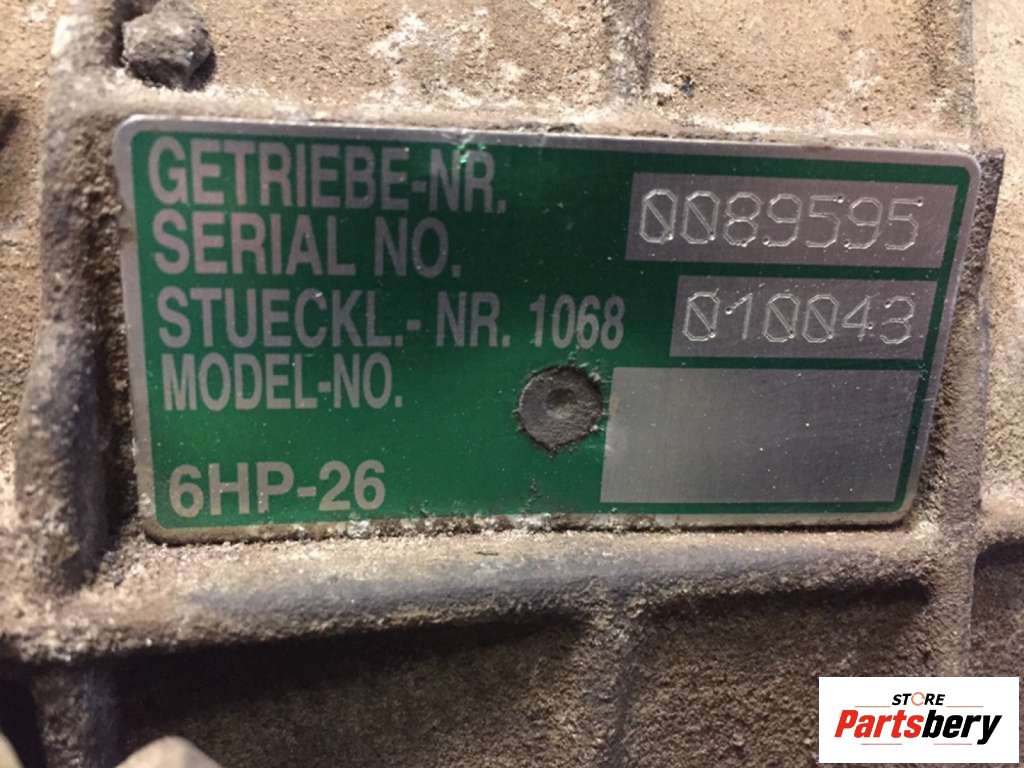 GETRIEBE-NR.
SERIAL NO. 0089595
STUECKL.- NR. 1068 010043
MODEL-NO.
6HP-26
STORE
Partsbery